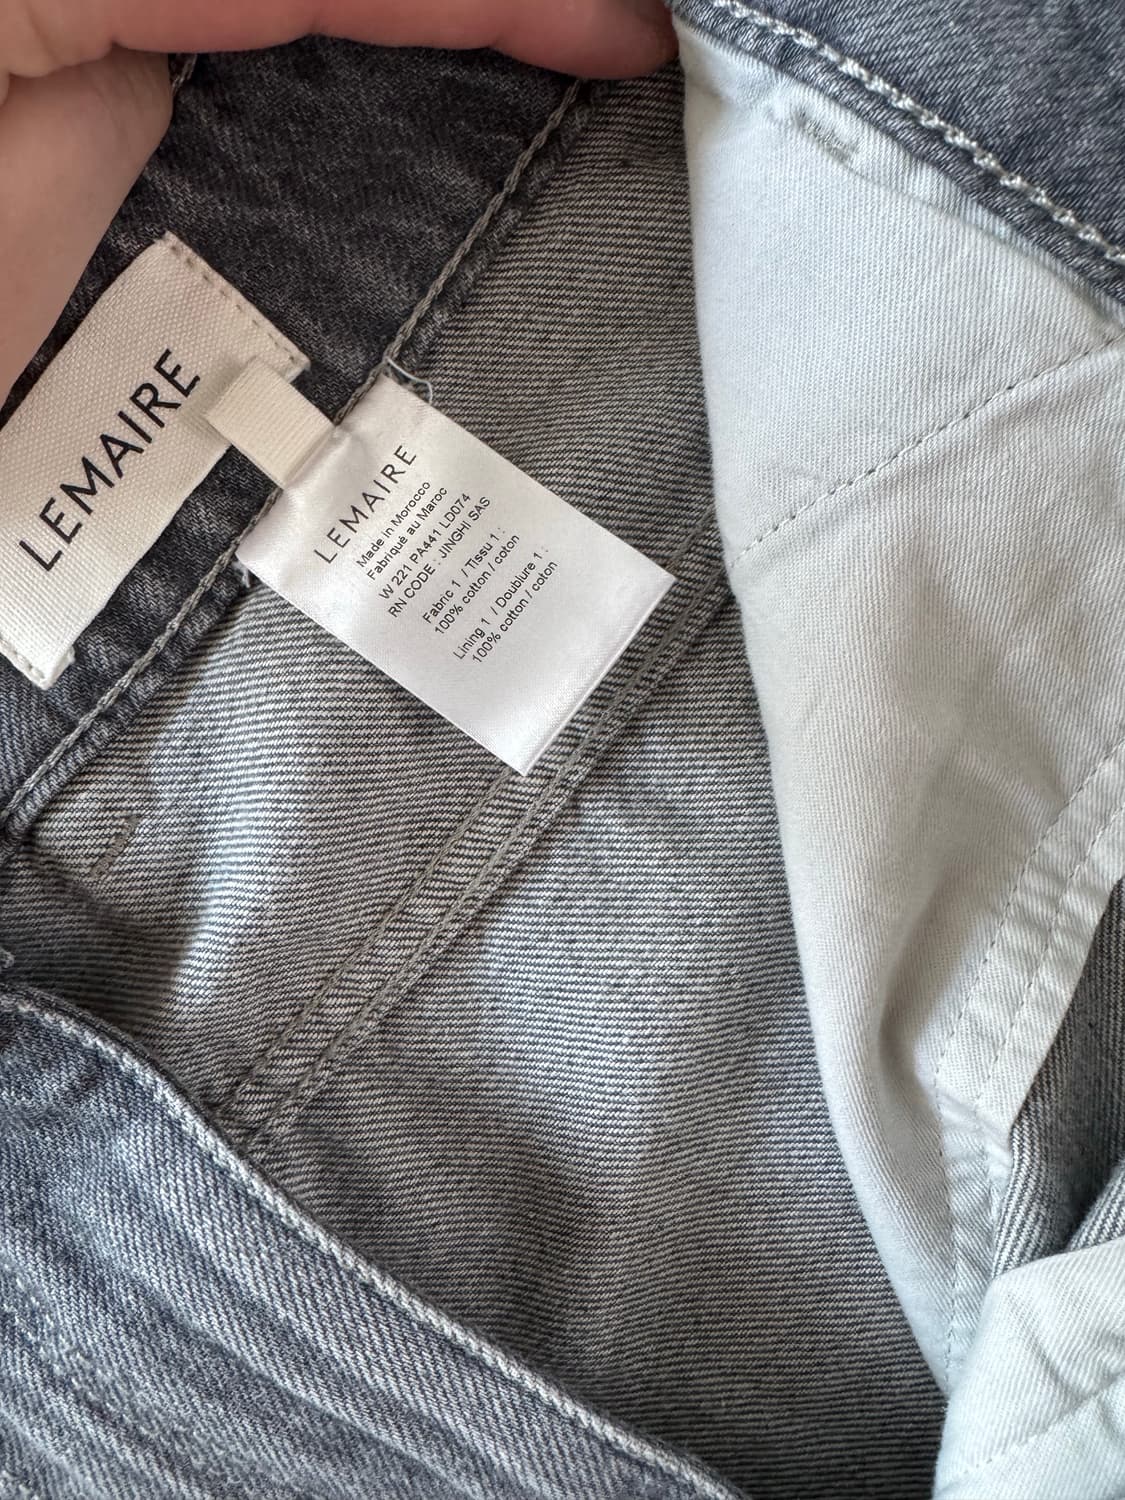 LEMAIRE
LEMAIRE
Made in Morocco
Fabriqué au Maroc
W 221 PA441 LD074
RN CODE : JINGHI SAS
Fabric 1 / Tissu 1 :
100% cotton / coton
Lining 1 / Doublure 1 :
100% cotton / coton